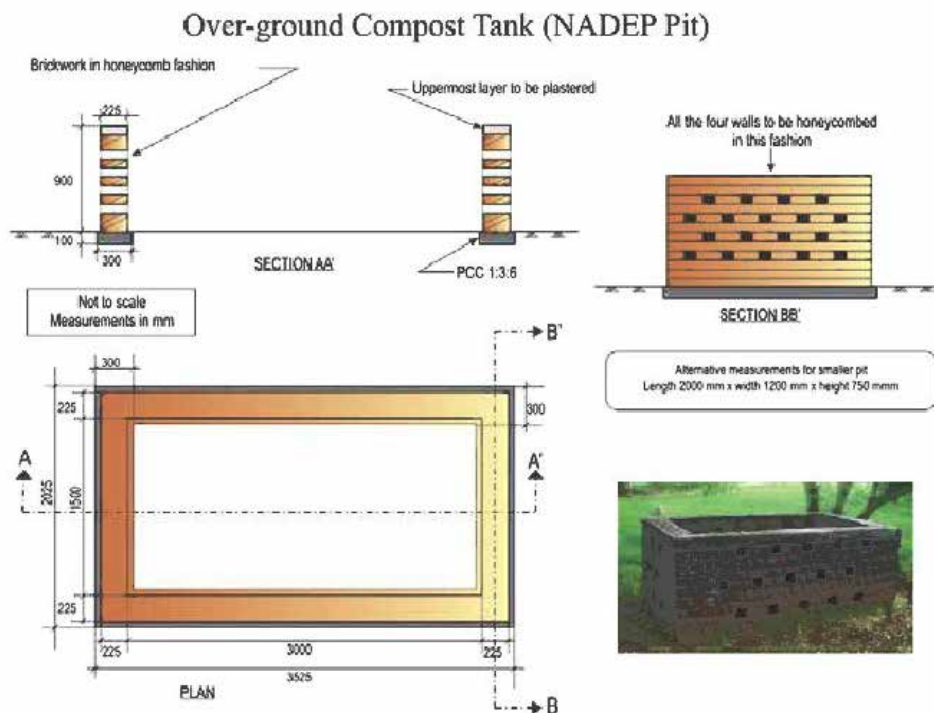 Over-ground Compost Tank (NADEP Pit)
Brickwork in honeycomb fashion
Uppermost layer to be plastered
All the four walls to be honeycombed
in this fashion
225
900
100
300
SECTION AA'
PCC 1:3:6
SECTION BB'
Not to scale
Measurements in mm
Alternative measurements for smaller pit
Length 2000 mm x width 1200 mm x height 750 mmm
B"
300
225
300
A
A"
2025
1500
225
225
3000
225
3525
PLAN
B